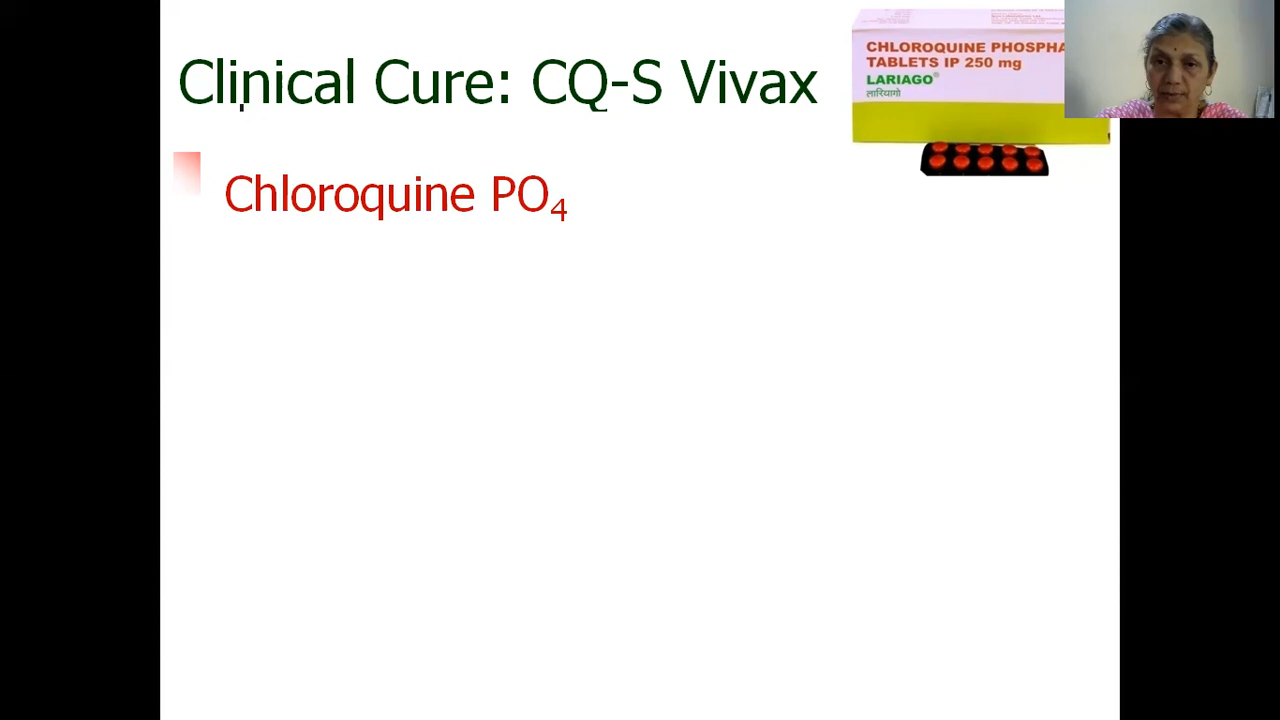 Clinical Cure: CQ-S Vivax
CHLOROQUINE PHOSPHA
TABLETS IP 250 mg
LARIAGO®
लारियागो
Chloroquine PO₄